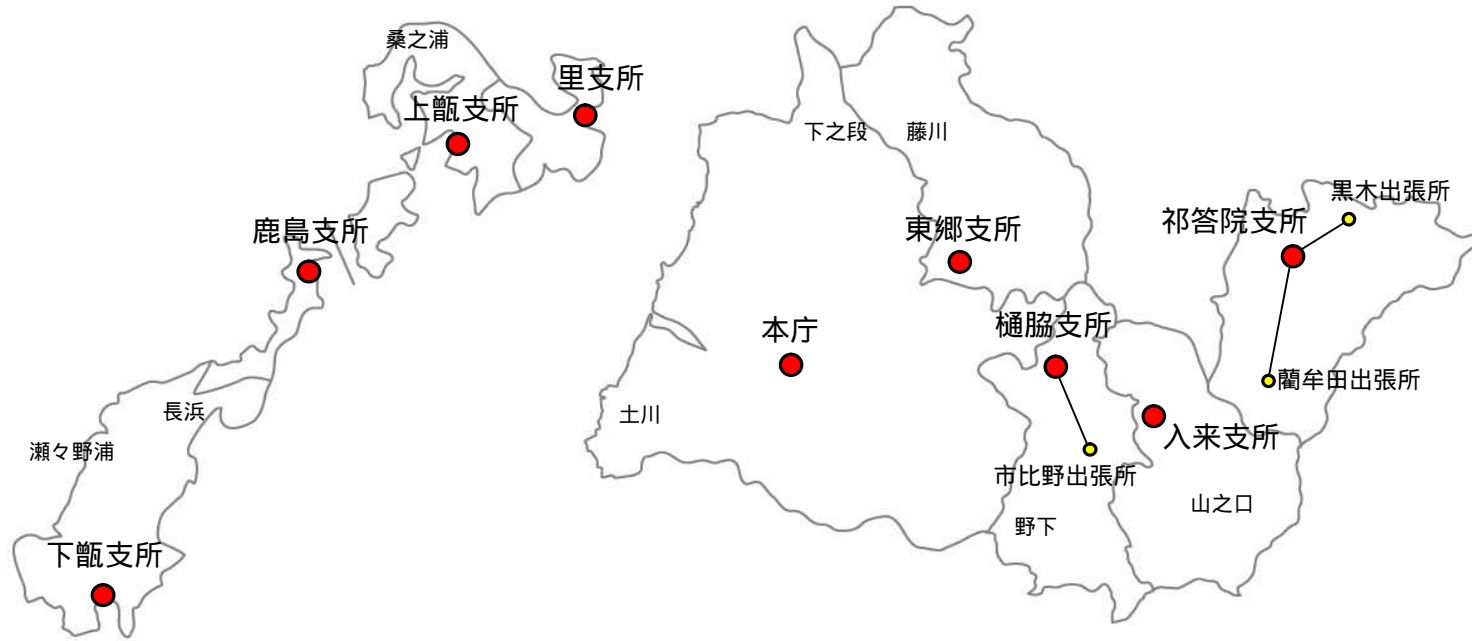 桑之浦
里支所
上甑支所
下之段
藤川
黒木出張所
祁答院支所
鹿島支所
東郷支所
本庁
樋脇支所
藺牟田出張所
長浜
土川
入来支所
瀬々野浦
市比野出張所
山之口
野下
下甑支所